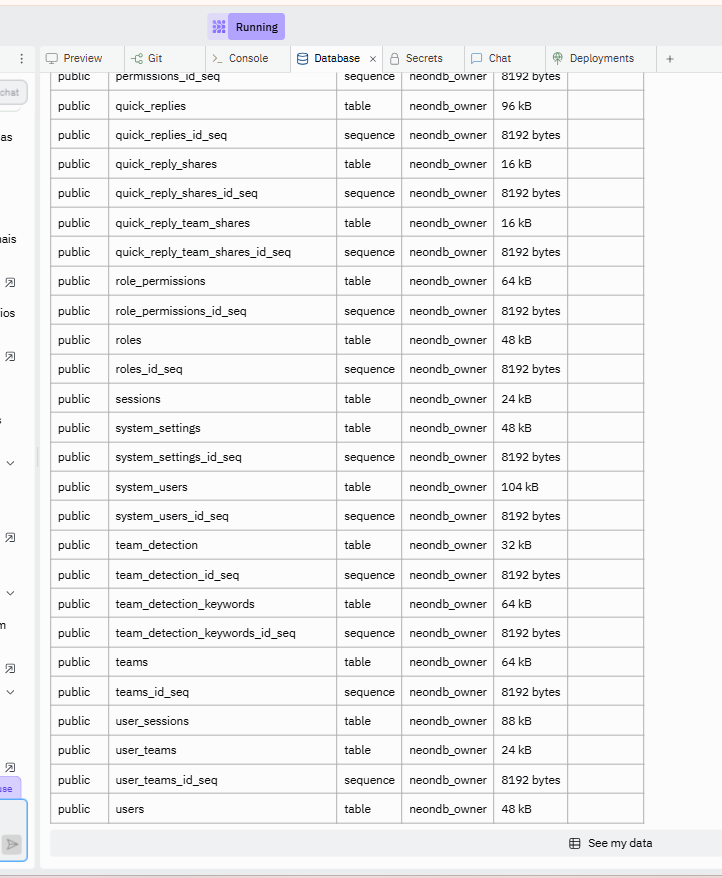 Running
Preview Git Console Database × Secrets Chat Deployments +
public permissions_id_seq sequence neondb_owner 8192 bytes
chat
public quick_replies table neondb_owner 96 kB
as
public quick_replies_id_seq sequence neondb_owner 8192 bytes
public quick_reply_shares table neondb_owner 16 kB
public quick_reply_shares_id_seq sequence neondb_owner 8192 bytes
public quick_reply_team_shares table neondb_owner 16 kB
nais
public quick_reply_team_shares_id_seq sequence neondb_owner 8192 bytes
public role_permissions table neondb_owner 64 kB
ios
public role_permissions_id_seq sequence neondb_owner 8192 bytes
public roles table neondb_owner 48 kB
public roles_id_seq sequence neondb_owner 8192 bytes
public sessions table neondb_owner 24 kB
public system_settings table neondb_owner 48 kB
public system_settings_id_seq sequence neondb_owner 8192 bytes
public system_users table neondb_owner 104 kB
public system_users_id_seq sequence neondb_owner 8192 bytes
public team_detection table neondb_owner 32 kB
public team_detection_id_seq sequence neondb_owner 8192 bytes
public team_detection_keywords table neondb_owner 64 kB
public team_detection_keywords_id_seq sequence neondb_owner 8192 bytes
public teams table neondb_owner 64 kB
public teams_id_seq sequence neondb_owner 8192 bytes
public user_sessions table neondb_owner 88 kB
public user_teams table neondb_owner 24 kB
public user_teams_id_seq sequence neondb_owner 8192 bytes
use
public users table neondb_owner 48 kB
See my data